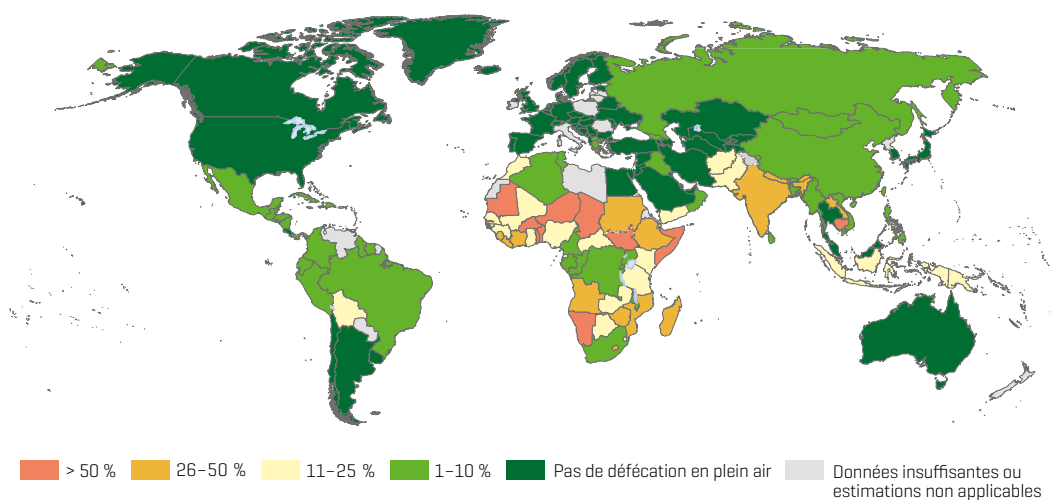 > 50 %
26–50 %
11–25 %
1–10 %
Pas de défécation en plein air
Données insuffisantes ou
estimations non applicables